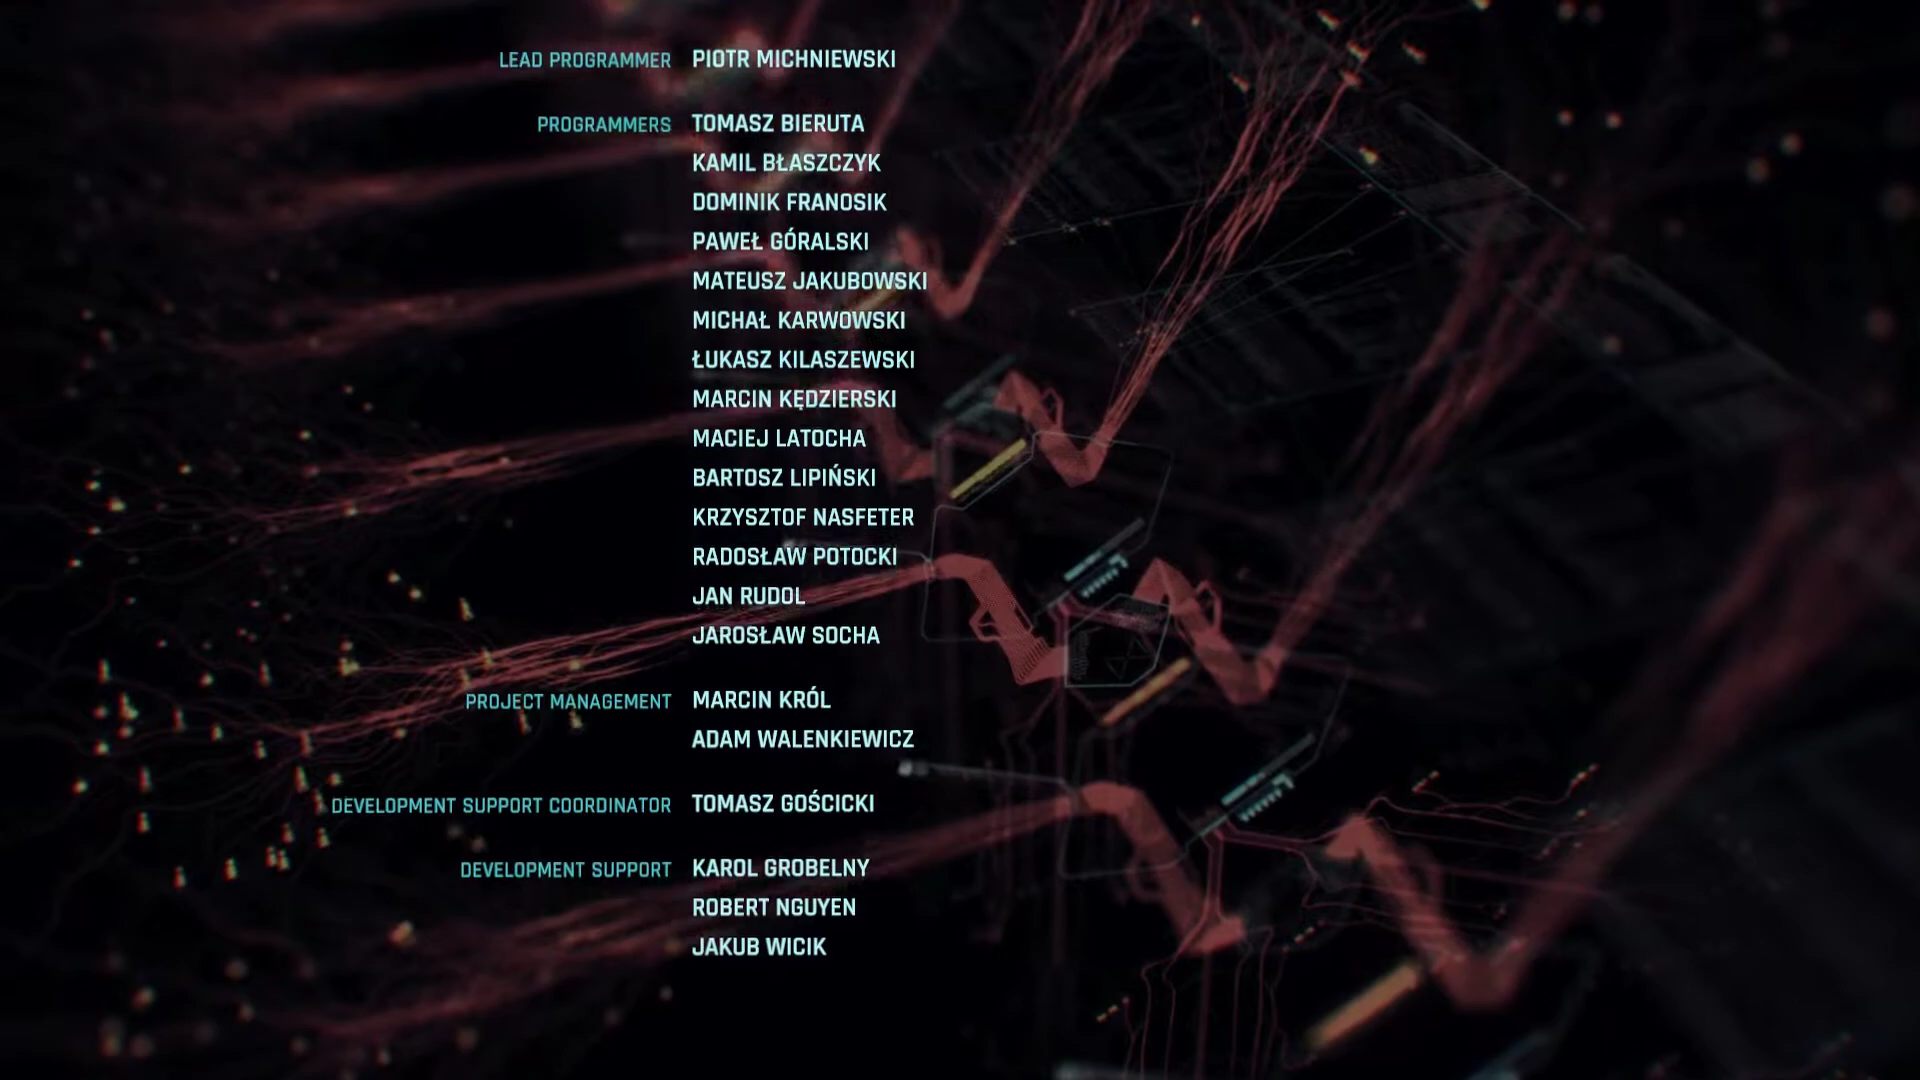 LEAD PROGRAMMER PIOTR MICHNIEWSKI
PROGRAMMERS TOMASZ BIERUTA
KAMIL BŁASZCZYK
DOMINIK FRANOSIK
PAWEŁ GÓRALSKI
MATEUSZ JAKUBOWSKI
MICHAŁ KARWOWSKI
ŁUKASZ KILASZEWSKI
MARCIN KĘDZIERSKI
MACIEJ LATOCHA
BARTOSZ LIPIŃSKI
KRZYSZTOF NASFETER
RADOSŁAW POTOCKI
JAN RUDOL
JAROSŁAW SOCHA
PROJECT MANAGEMENT MARCIN KRÓL
ADAM WALENKIEWICZ
DEVELOPMENT SUPPORT COORDINATOR TOMASZ GOŚCICKI
DEVELOPMENT SUPPORT KAROL GROBELNY
ROBERT NGUYEN
JAKUB WICIK